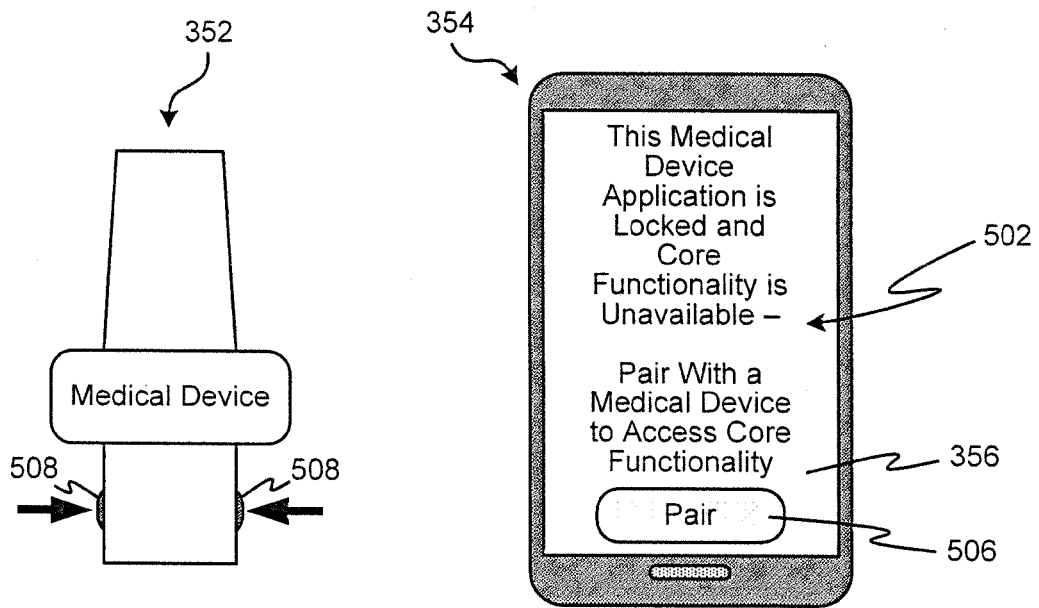 352
354
This Medical
Device
Application is
Locked and
Core
Functionality is
Unavailable –
502
Pair With a
Medical Device
to Access Core
Functionality
356
Pair
506
Medical Device
508
508